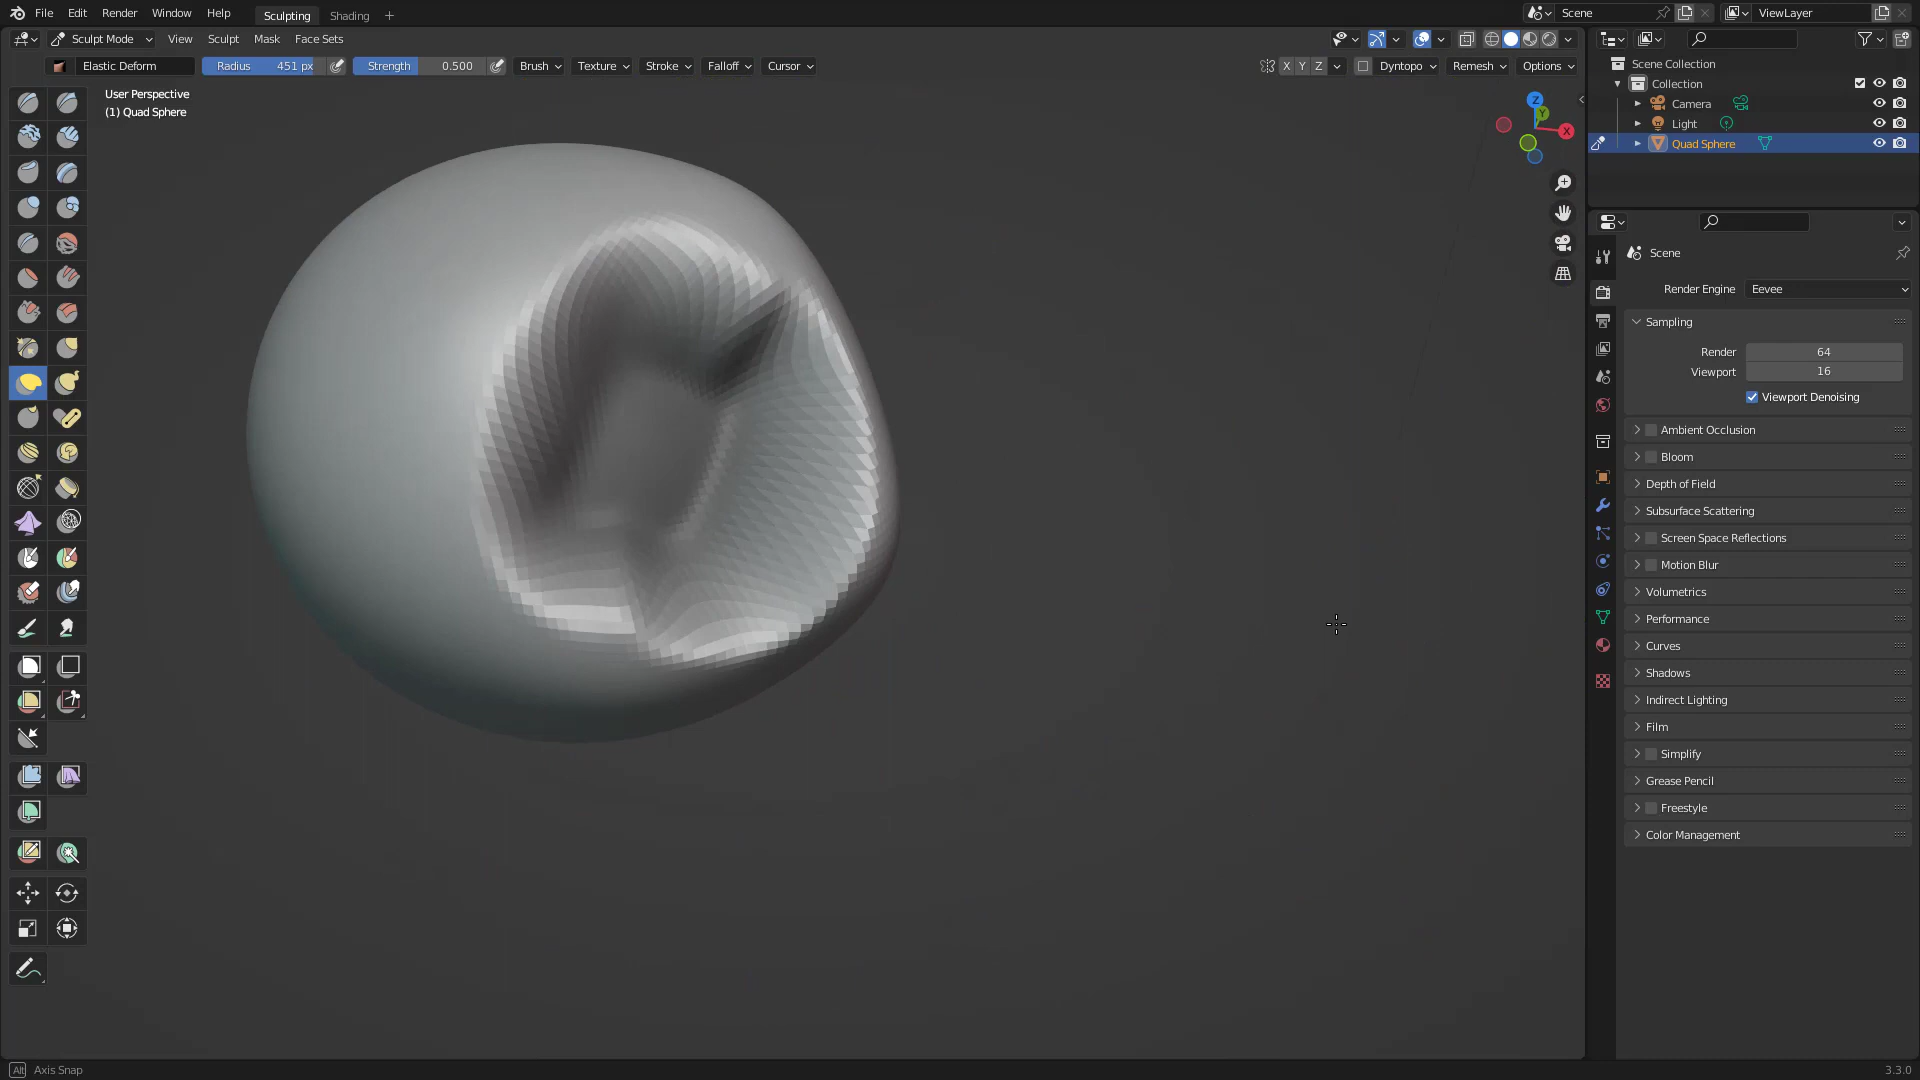 File Edit Render Window Help Sculpting Shading + Scene ViewLayer
Sculpt Mode View Sculpt Mask Face Sets
Elastic Deform Radius 451 px Strength 0.500 Brush Texture Stroke Falloff Cursor X Y Z Dyntopo Remesh Options
User Perspective
(1) Quad Sphere
Z
Y
X
Scene Collection
Collection
Camera
Light
Quad Sphere
Scene
Render Engine Eevee
Sampling
Render 64
Viewport 16
Viewport Denoising
Ambient Occlusion
Bloom
Depth of Field
Subsurface Scattering
Screen Space Reflections
Motion Blur
Volumetrics
Performance
Curves
Shadows
Indirect Lighting
Film
Simplify
Grease Pencil
Freestyle
Color Management
Alt Axis Snap 3.3.0